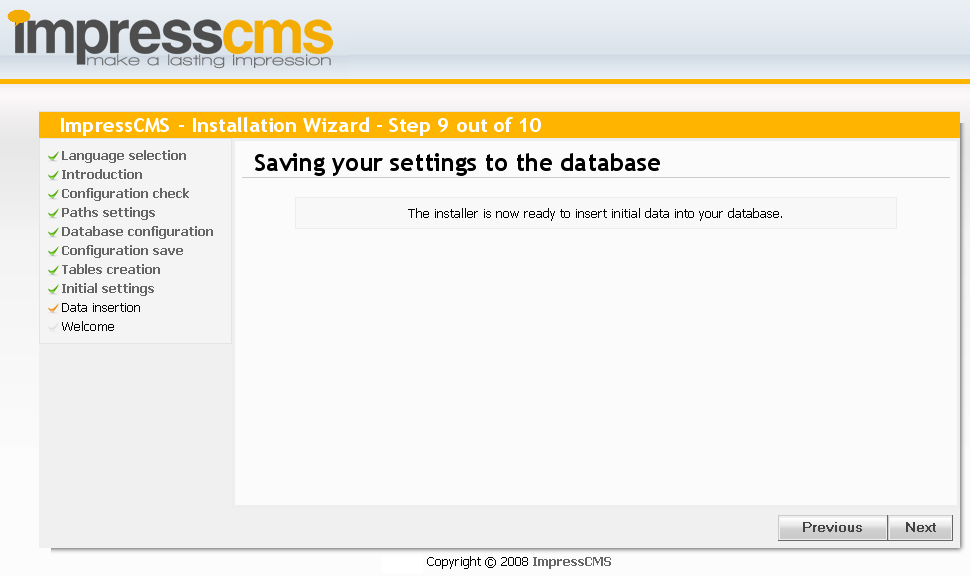 impresscms
make a lasting impression
ImpressCMS - Installation Wizard - Step 9 out of 10
Language selection
Introduction
Configuration check
Paths settings
Database configuration
Configuration save
Tables creation
Initial settings
Data insertion
Welcome
Saving your settings to the database
The installer is now ready to insert initial data into your database.
Previous
Next
Copyright © 2008 ImpressCMS